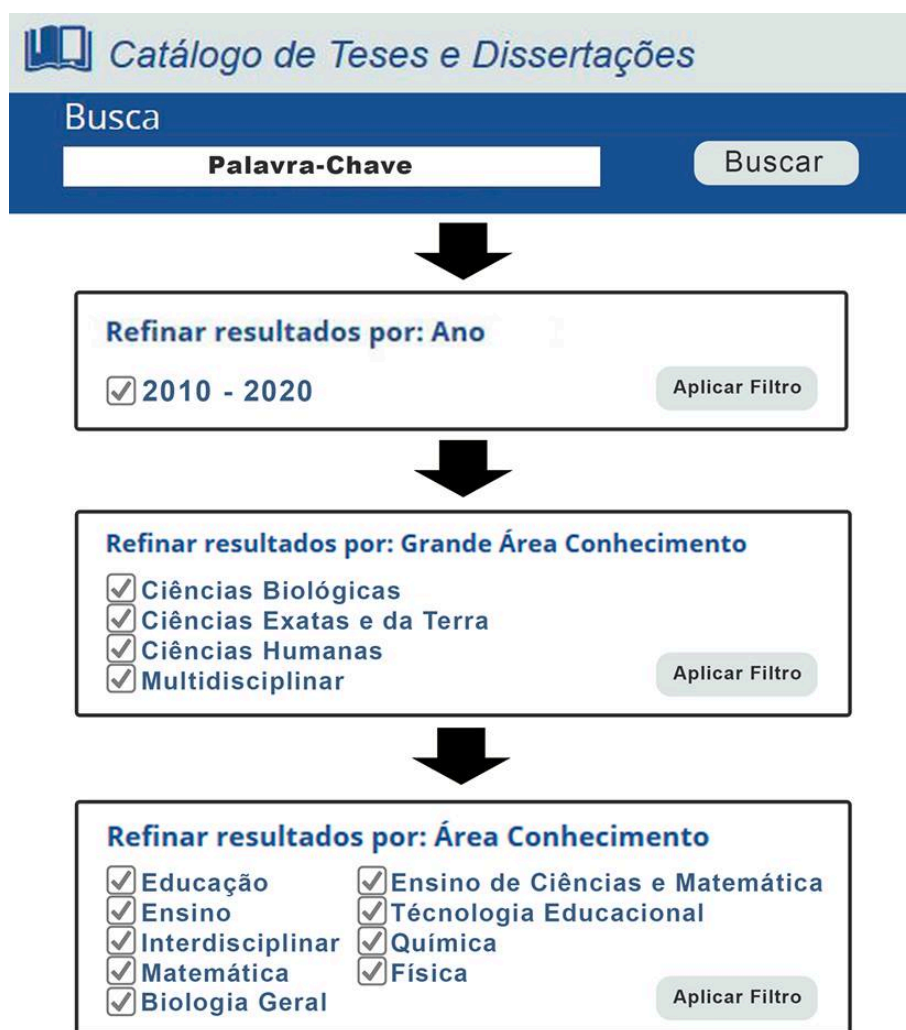 Catálogo de Teses e Dissertações
Busca
Palavra-Chave
Buscar
Refinar resultados por: Ano
2010 - 2020
Aplicar Filtro
Refinar resultados por: Grande Área Conhecimento
Ciências Biológicas
Ciências Exatas e da Terra
Ciências Humanas
Multidisciplinar
Aplicar Filtro
Refinar resultados por: Área Conhecimento
Educação
Ensino
Interdisciplinar
Matemática
Biologia Geral
Ensino de Ciências e Matemática
Técnologia Educacional
Química
Física
Aplicar Filtro